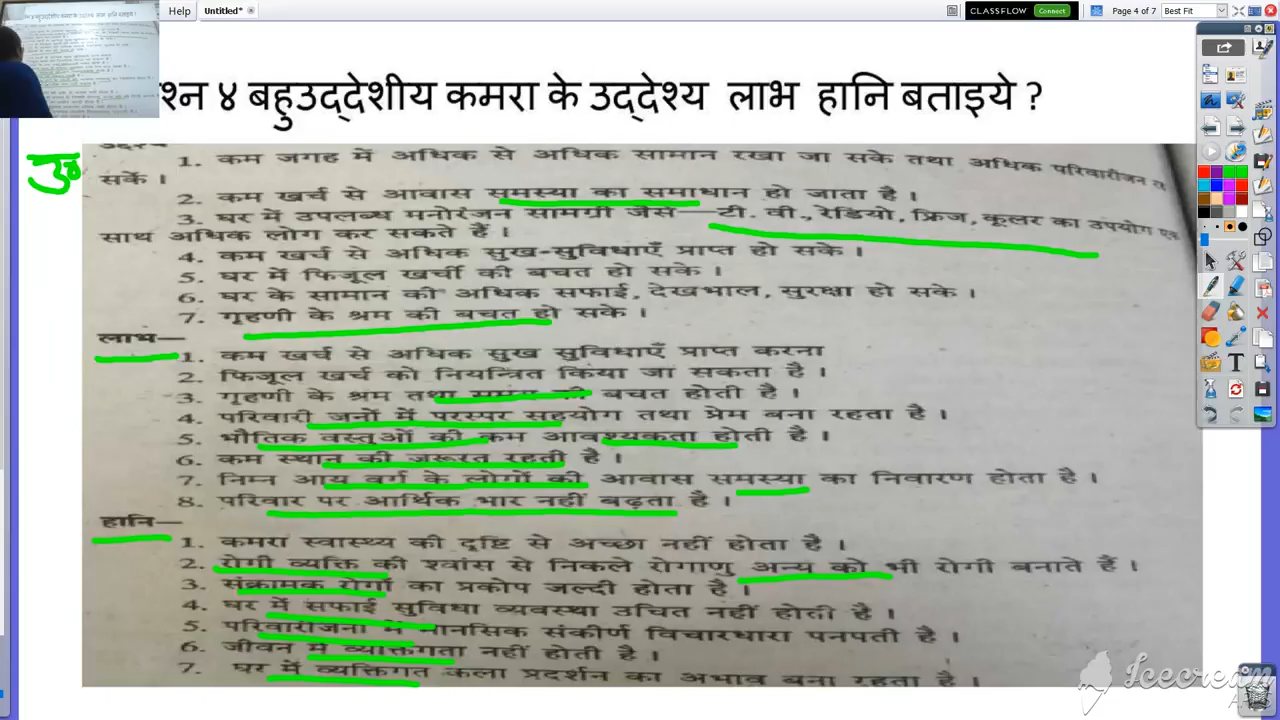 Help
Untitled*
CLASSFLOW
Connect
Page 4 of 7
Best Fit
श्न ४ बहुउद्देशीय कमरा के उद्देश्य लाभ हानि बताइये ?
1. कम जगह में अधिक से अधिक सामान रखा जा सके तथा अधिक परिवारीजन
सकें ।
2. कम खर्च से आवास समस्या का समाधान हो जाता है ।
3. घर में उपलब्ध मनोरंजन सामग्री जैसे—टी. वी., रेडियो, फ्रिज, कूलर का उपयोग एक
साथ अधिक लोग कर सकते हैं ।
4. कम खर्च से अधिक सुख-सुविधाएँ प्राप्त हो सके ।
5. घर में फिजूल खर्ची की बचत हो सके ।
6. घर के सामान की अधिक सफाई, देखभाल, सुरक्षा हो सके ।
7. गृहणी के श्रम की बचत हो सके ।
लाभ—
1. कम खर्च से अधिक सुख सुविधाएँ प्राप्त करना
2. फिजूल खर्च को नियन्त्रित किया जा सकता है ।
3. गृहणी के श्रम तथा समय की बचत होती है ।
4. परिवारी जनों में परस्पर सहयोग तथा प्रेम बना रहता है ।
5. भौतिक वस्तुओं की कम आवश्यकता होती है ।
6. कम स्थान की जरूरत रहती है ।
7. निम्न आय वर्ग के लोगों की आवास समस्या का निवारण होता है ।
8. परिवार पर आर्थिक भार नहीं बढ़ता है ।
हानि—
1. कमरा स्वास्थ्य की दृष्टि से अच्छा नहीं होता है ।
2. रोगी व्यक्ति की श्वांस से निकले रोगाणु अन्य को भी रोगी बनाते हैं ।
3. संक्रामक रोगों का प्रकोप जल्दी होता है ।
4. घर में सफाई सुविधा व्यवस्था उचित नहीं होती है ।
5. परिवारीजनों में मानसिक संकीर्ण विचारधारा पनपती है ।
6. जीवन में व्यक्तिगता नहीं होती है ।
7. घर में व्यक्तिगत कला प्रदर्शन का अभाव बना रहता है ।
Icecream